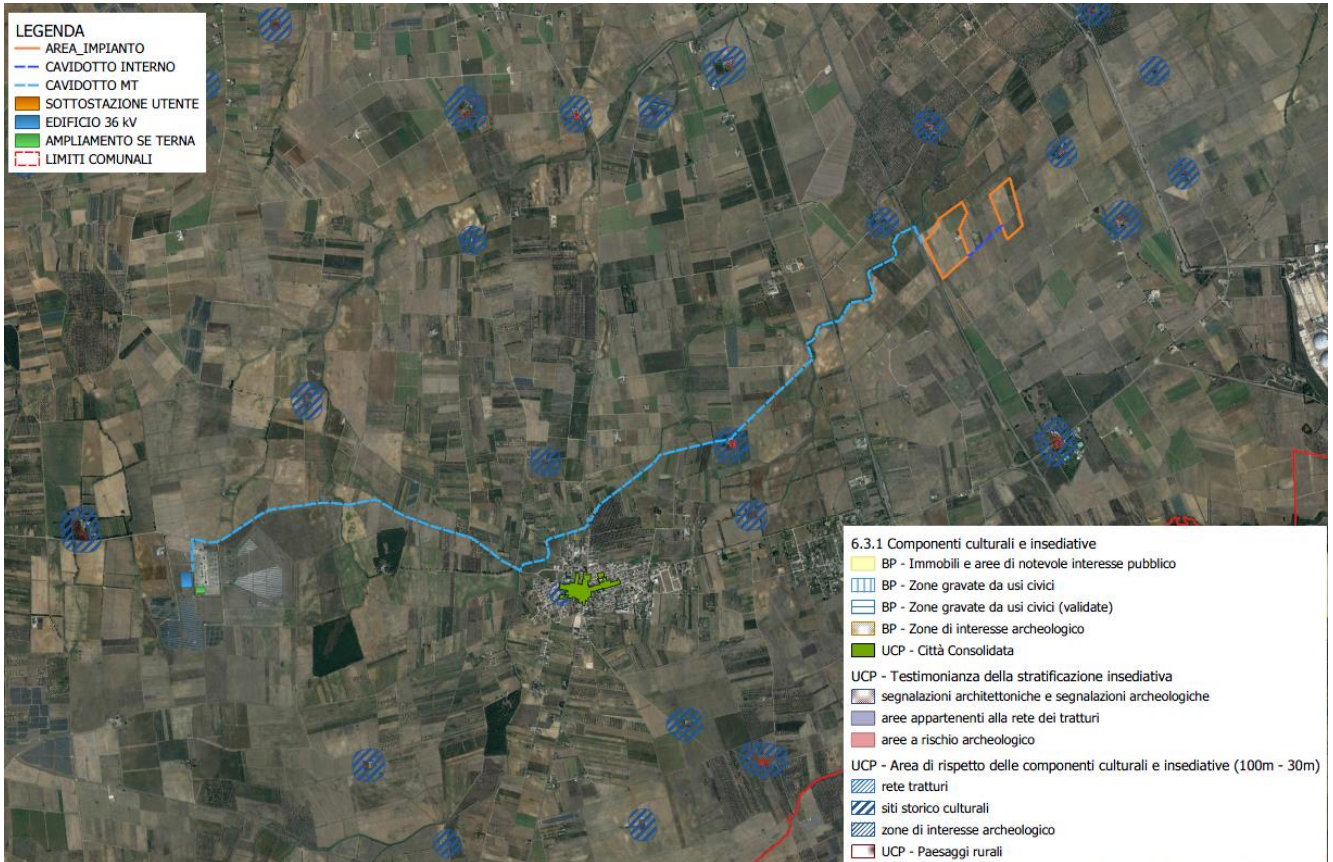 LEGENDA
AREA_IMPIANTO
CAVIDOTTO INTERNO
CAVIDOTTO MT
SOTTOSTAZIONE UTENTE
EDIFICIO 36 kV
AMPLIAMENTO SE TERNA
LIMITI COMUNALI
6.3.1 Componenti culturali e insediative
BP - Immobili e aree di notevole interesse pubblico
BP - Zone gravate da usi civici
BP - Zone gravate da usi civici (validate)
BP - Zone di interesse archeologico
UCP - Città Consolidata
UCP - Testimonianza della stratificazione insediativa
segnalazioni architettoniche e segnalazioni archeologiche
aree appartenenti alla rete dei tratturi
aree a rischio archeologico
UCP - Area di rispetto delle componenti culturali e insediative (100m - 30m)
rete tratturi
siti storico culturali
zone di interesse archeologico
UCP - Paesaggi rurali